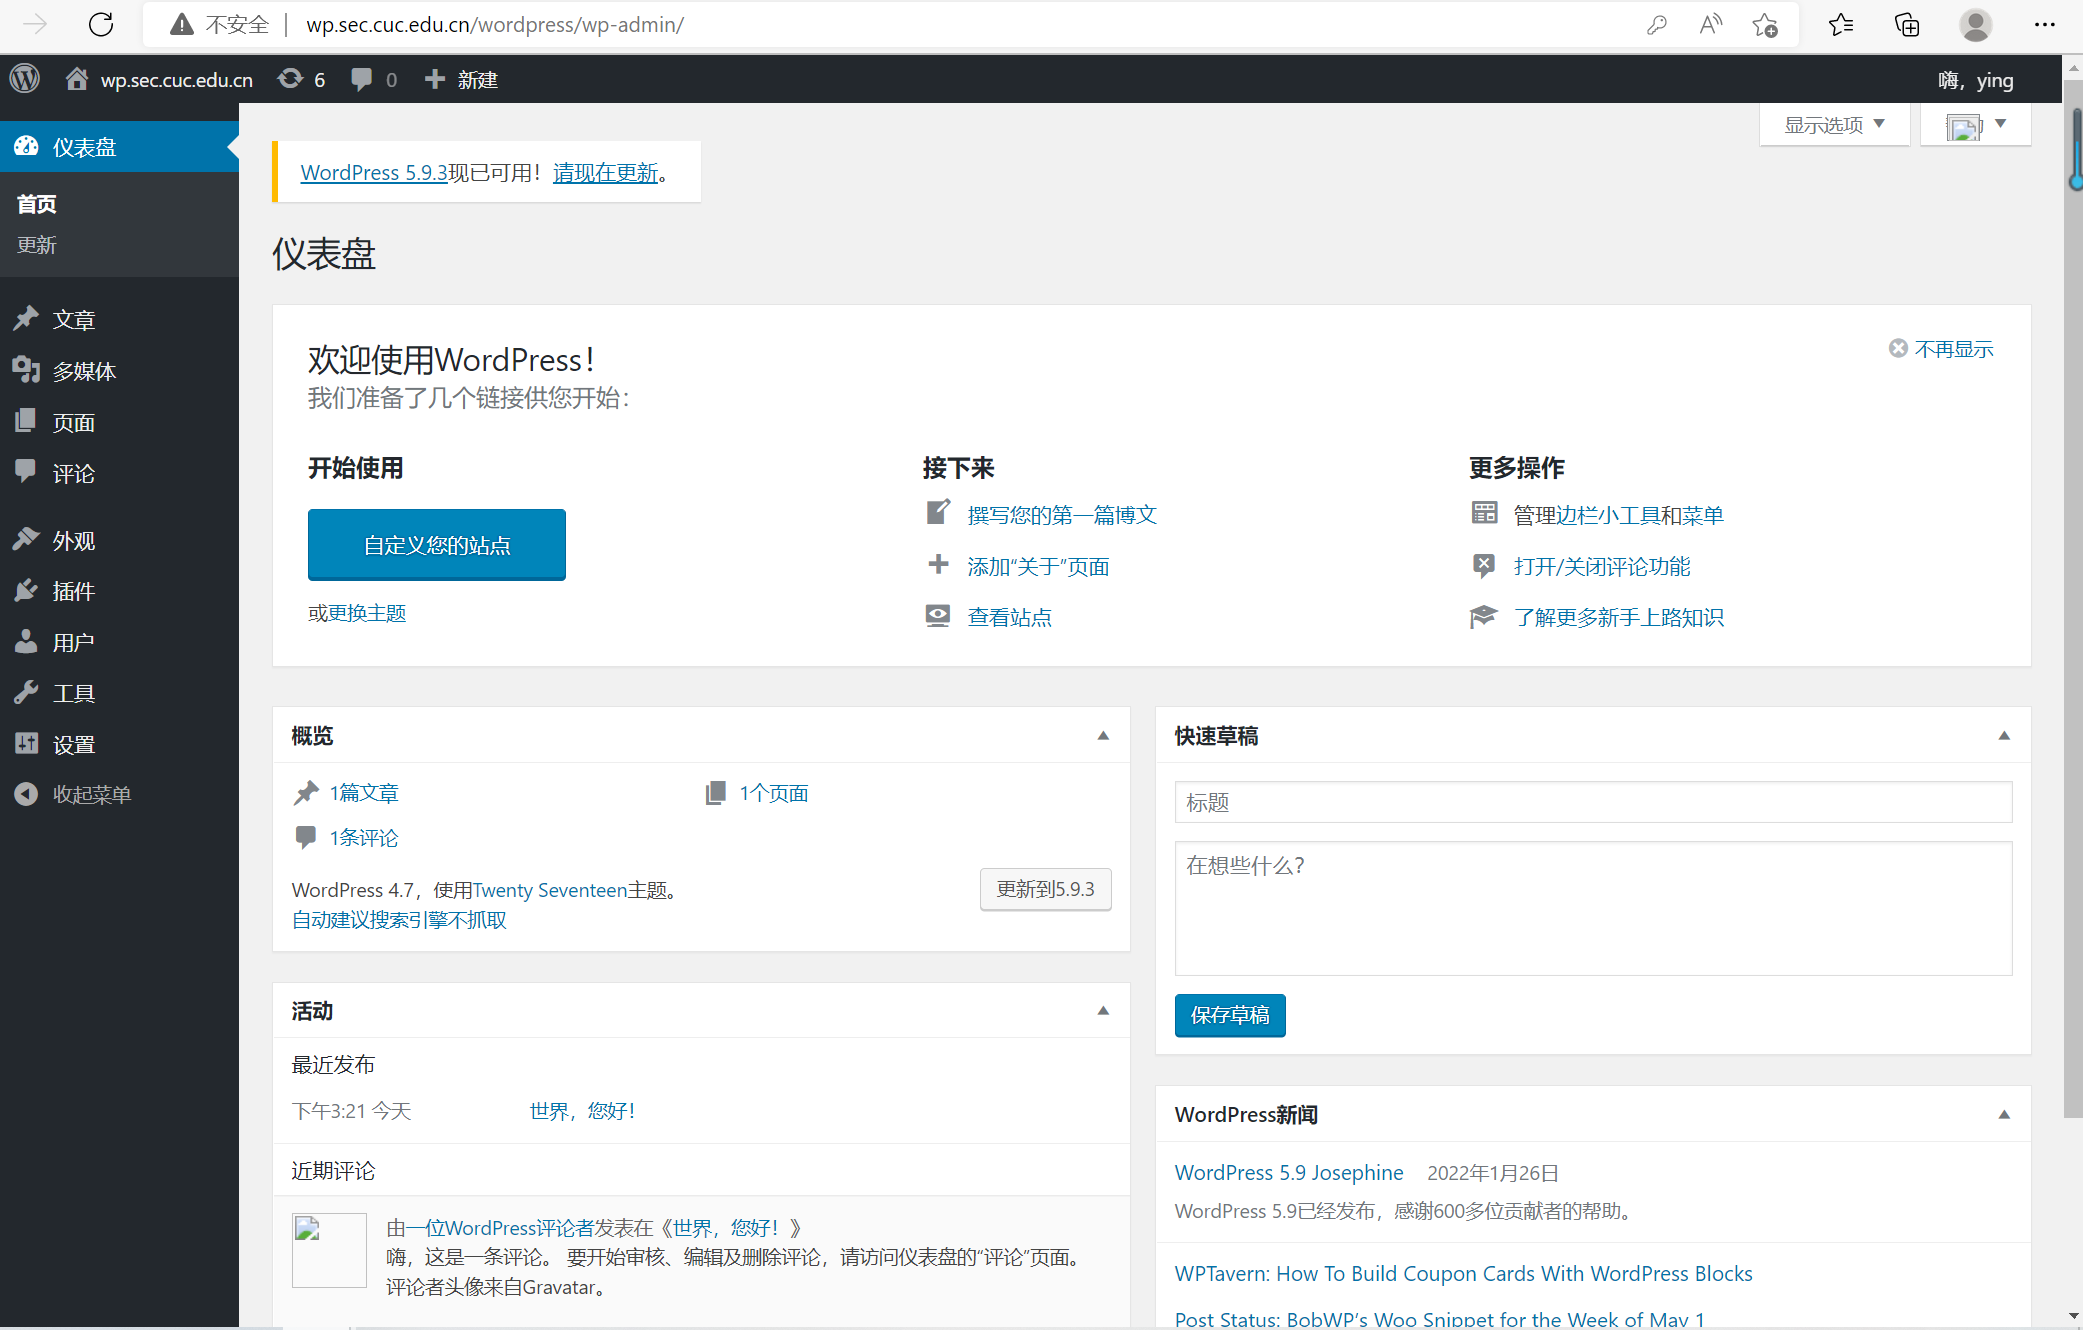 不安全 wp.sec.cuc.edu.cn/wordpress/wp-admin/
wp.sec.cuc.edu.cn 6 0 新建 嗨，ying
显示选项
仪表盘
首页
更新
文章
多媒体
页面
评论
外观
插件
用户
工具
设置
收起菜单
WordPress 5.9.3现已可用！请现在更新。
仪表盘
欢迎使用WordPress！
不再显示
我们准备了几个链接供您开始：
开始使用
自定义您的站点
或更换主题
接下来
撰写您的第一篇博文
添加“关于”页面
查看站点
更多操作
管理边栏小工具和菜单
打开/关闭评论功能
了解更多新手上路知识
概览
1篇文章 1个页面
1条评论
WordPress 4.7，使用Twenty Seventeen主题。
更新到5.9.3
自动建议搜索引擎不抓取
活动
最近发布
下午3:21 今天 世界，您好！
近期评论
由一位WordPress评论者发表在《世界，您好！》
嗨，这是一条评论。 要开始审核、编辑及删除评论，请访问仪表盘的“评论”页面。
评论者头像来自Gravatar。
快速草稿
标题
在想些什么？
保存草稿
WordPress新闻
WordPress 5.9 Josephine 2022年1月26日
WordPress 5.9已经发布，感谢600多位贡献者的帮助。
WPTavern: How To Build Coupon Cards With WordPress Blocks
Post Status: BobWP’s Woo Snippet for the Week of May 1